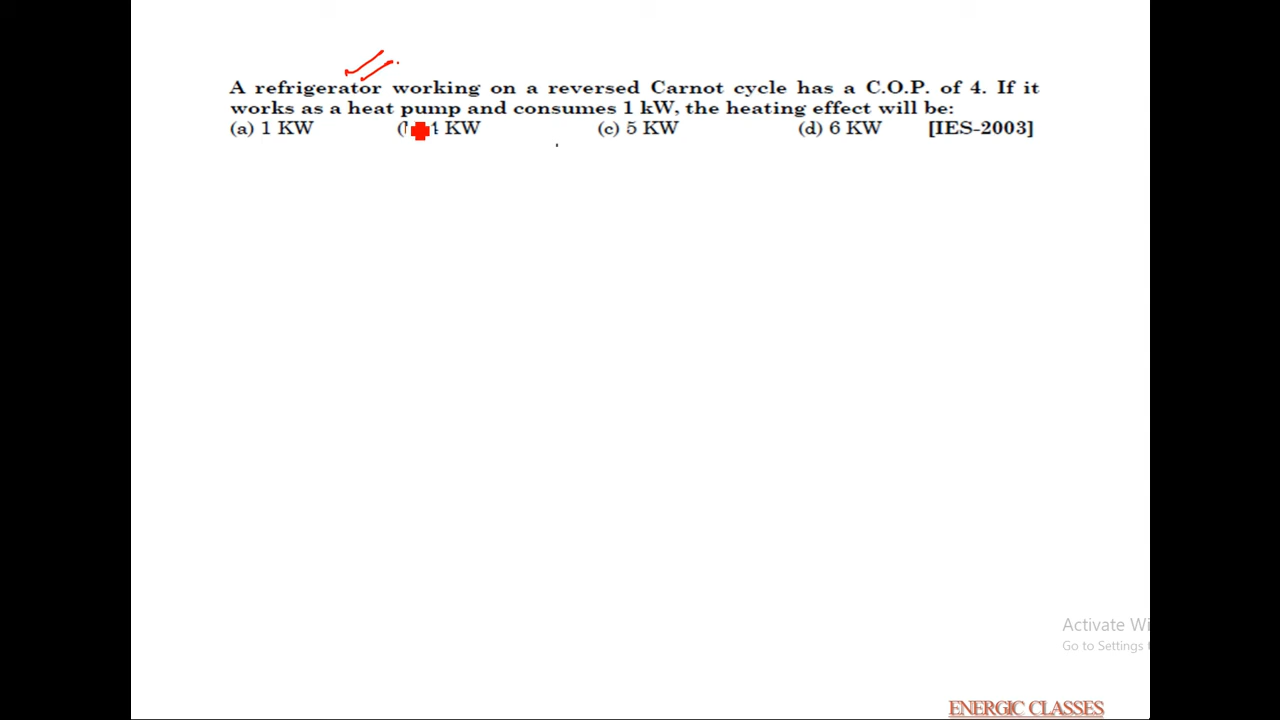 A refrigerator working on a reversed Carnot cycle has a C.O.P. of 4. If it
works as a heat pump and consumes 1 kW, the heating effect will be:
(a) 1 KW ( 4 KW (c) 5 KW (d) 6 KW [IES-2003]
Activate Wi
Go to Settings
ENERGIC CLASSES